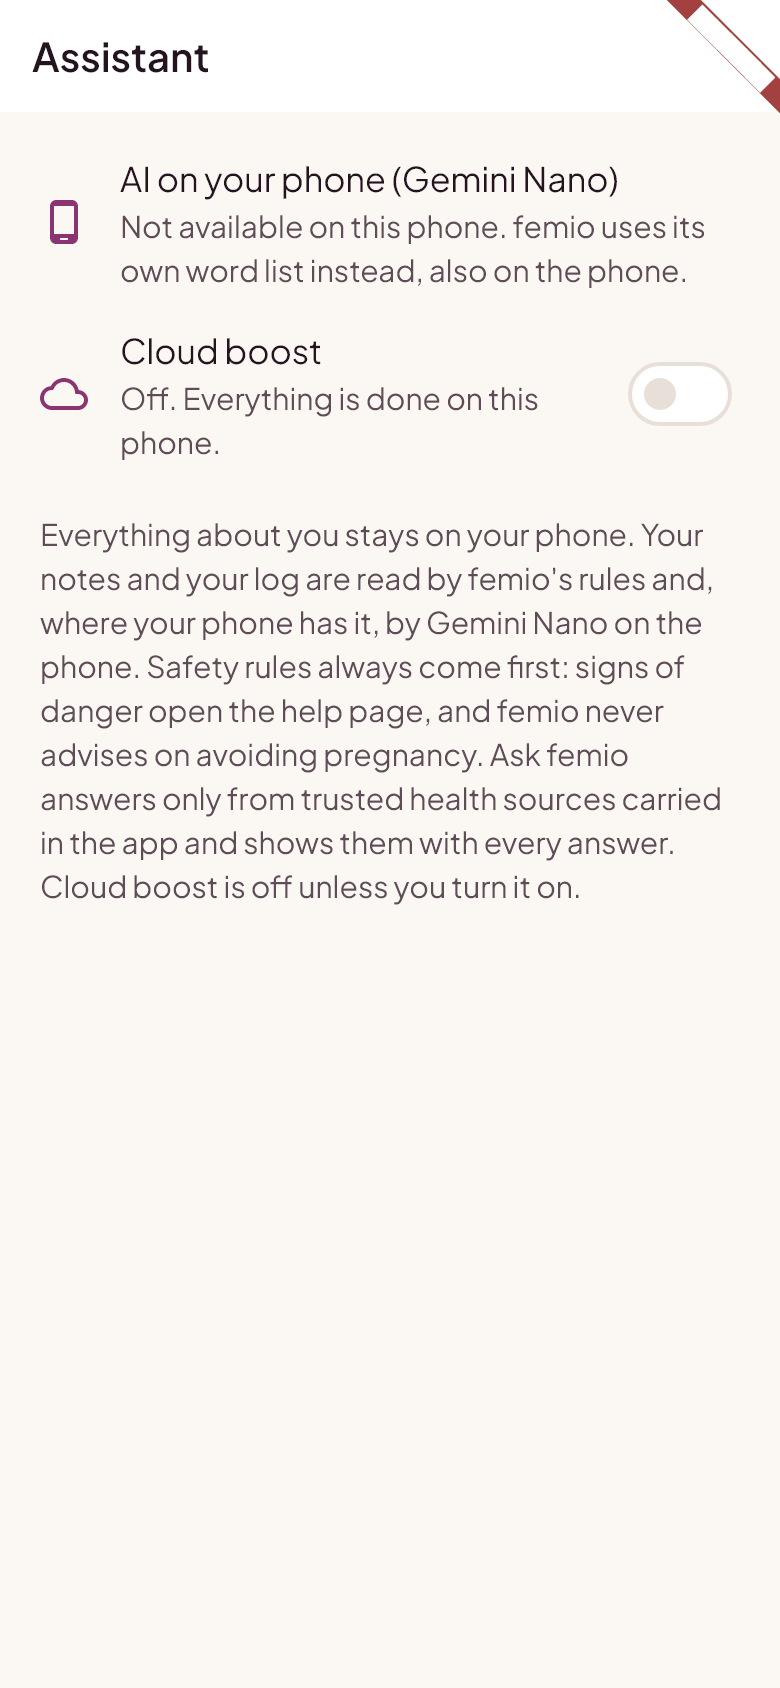 Assistant
AI on your phone (Gemini Nano)
Not available on this phone. femio uses its
own word list instead, also on the phone.
Cloud boost
Off. Everything is done on this
phone.
Everything about you stays on your phone. Your
notes and your log are read by femio's rules and,
where your phone has it, by Gemini Nano on the
phone. Safety rules always come first: signs of
danger open the help page, and femio never
advises on avoiding pregnancy. Ask femio
answers only from trusted health sources carried
in the app and shows them with every answer.
Cloud boost is off unless you turn it on.